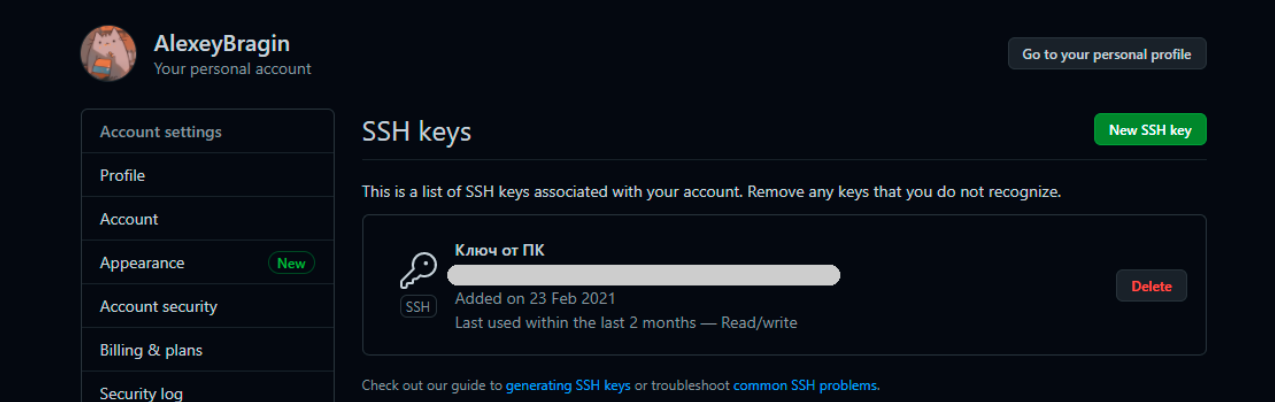 AlexeyBragin
Your personal account
Go to your personal profile
Account settings
Profile
Account
Appearance New
Account security
Billing & plans
Security log
SSH keys
New SSH key
This is a list of SSH keys associated with your account. Remove any keys that you do not recognize.
Ключ от ПК
SSH
Added on 23 Feb 2021
Last used within the last 2 months — Read/write
Delete
Check out our guide to generating SSH keys or troubleshoot common SSH problems.